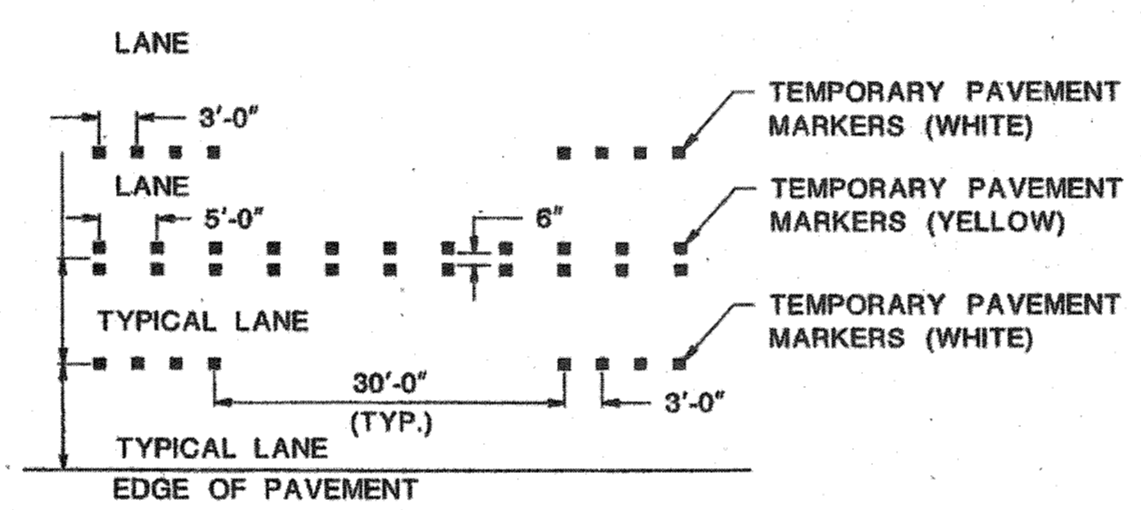 LANE
3'-0"
TEMPORARY PAVEMENT
MARKERS (WHITE)
LANE
5'-0"
6"
TEMPORARY PAVEMENT
MARKERS (YELLOW)
TYPICAL LANE
TEMPORARY PAVEMENT
MARKERS (WHITE)
30'-0"
(TYP.)
3'-0"
TYPICAL LANE
EDGE OF PAVEMENT